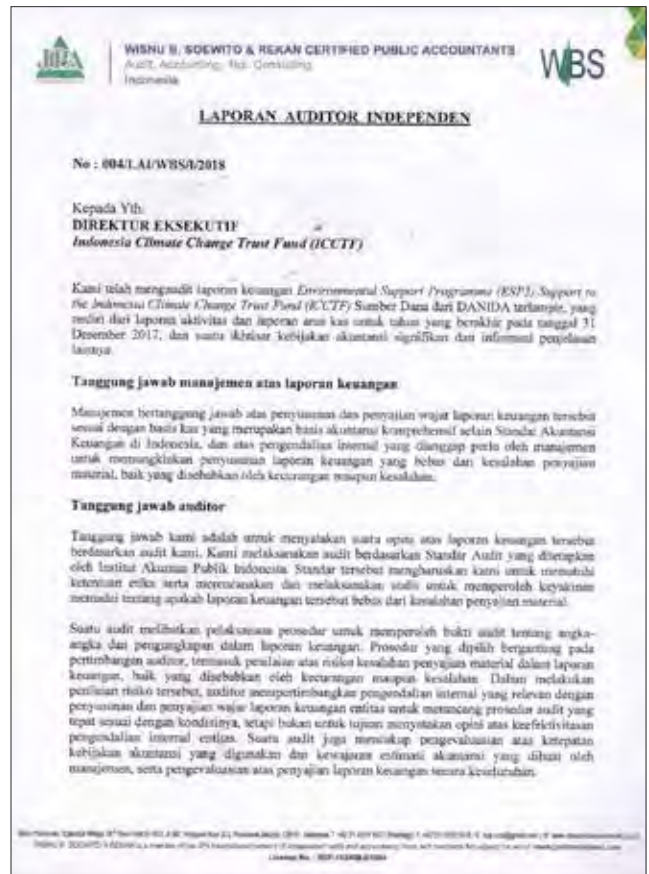 WISNU B. SOEWITO & REKAN CERTIFIED PUBLIC ACCOUNTANTS
Audit, Accounting, Tax, Consulting
Indonesia
WBS
LAPORAN AUDITOR INDEPENDEN
No : 004/LAI/WBS/I/2018
Kepada Yth.
DIREKTUR EKSEKUTIF
Indonesia Climate Change Trust Fund (ICCTF)
Kami telah mengaudit laporan keuangan Environmental Support Programme (ESP3) Support to
the Indonesia Climate Change Trust Fund (ICCTF) Sumber Dana dari DANIDA terlampir, yang
terdiri dari laporan aktivitas dan laporan arus kas untuk tahun yang berakhir pada tanggal 31
Desember 2017, dan suatu ikhtisar kebijakan akuntansi signifikan dan informasi penjelasan
lainnya.
Tanggung jawab manajemen atas laporan keuangan
Manajemen bertanggung jawab atas penyusunan dan penyajian wajar laporan keuangan tersebut
sesuai dengan basis kas yang merupakan basis akuntansi komprehensif selain Standar Akuntansi
Keuangan di Indonesia, dan atas pengendalian internal yang dianggap perlu oleh manajemen
untuk memungkinkan penyusunan laporan keuangan yang bebas dari kesalahan penyajian
material, baik yang disebabkan oleh kecurangan maupun kesalahan.
Tanggung jawab auditor
Tanggung jawab kami adalah untuk menyatakan suatu opini atas laporan keuangan tersebut
berdasarkan audit kami. Kami melaksanakan audit berdasarkan Standar Audit yang ditetapkan
oleh Institut Akuntan Publik Indonesia. Standar tersebut mengharuskan kami untuk mematuhi
ketentuan etika serta merencanakan dan melaksanakan audit untuk memperoleh keyakinan
memadai tentang apakah laporan keuangan tersebut bebas dari kesalahan penyajian material.
Suatu audit melibatkan pelaksanaan prosedur untuk memperoleh bukti audit tentang angka-
angka dan pengungkapan dalam laporan keuangan. Prosedur yang dipilih bergantung pada
pertimbangan auditor, termasuk penilaian atas risiko kesalahan penyajian material dalam laporan
keuangan, baik yang disebabkan oleh kecurangan maupun kesalahan. Dalam melakukan
penilaian risiko tersebut, auditor mempertimbangkan pengendalian internal yang relevan dengan
penyusunan dan penyajian wajar laporan keuangan entitas untuk merancang prosedur audit yang
tepat sesuai dengan kondisinya, tetapi bukan untuk tujuan menyatakan opini atas keefektivitasan
pengendalian internal entitas. Suatu audit juga mencakup pengevaluasian atas ketepatan
kebijakan akuntansi yang digunakan dan kewajaran estimasi akuntansi yang dibuat oleh
manajemen, serta pengevaluasian atas penyajian laporan keuangan secara keseluruhan.